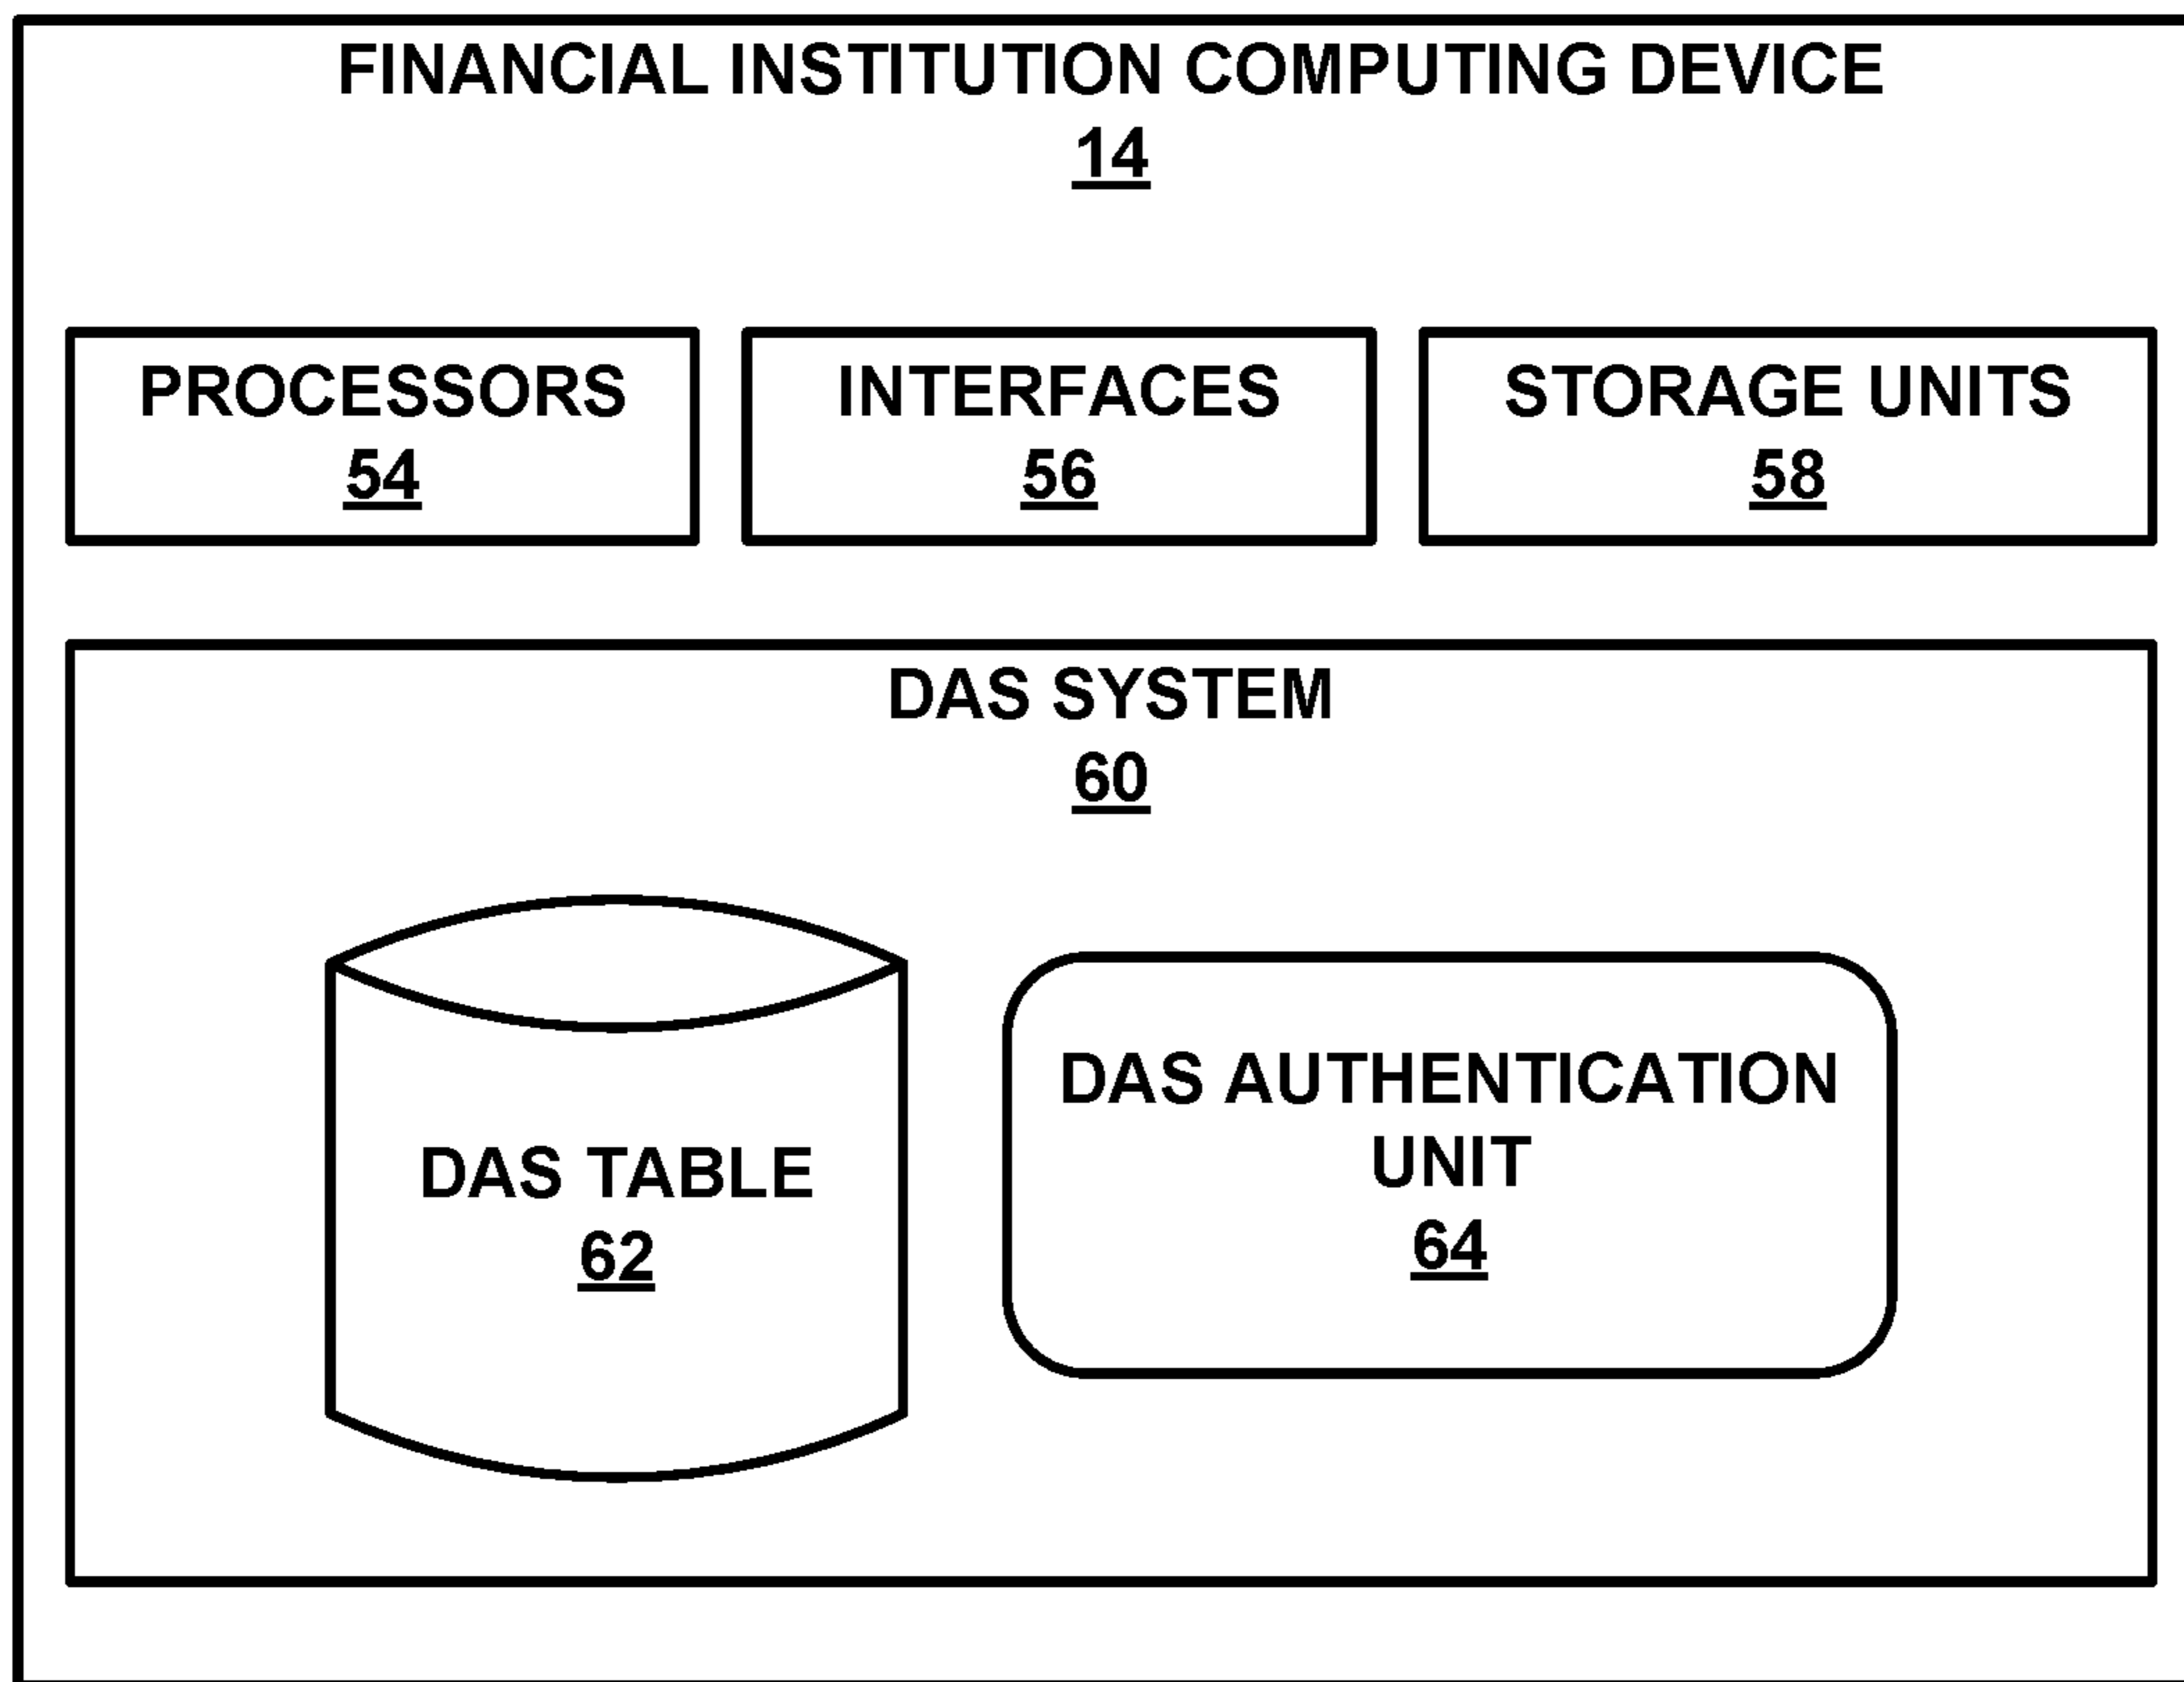 FINANCIAL INSTITUTION COMPUTING DEVICE
14
PROCESSORS
54
INTERFACES
56
STORAGE UNITS
58
DAS SYSTEM
60
DAS TABLE
62
DAS AUTHENTICATION
UNIT
64